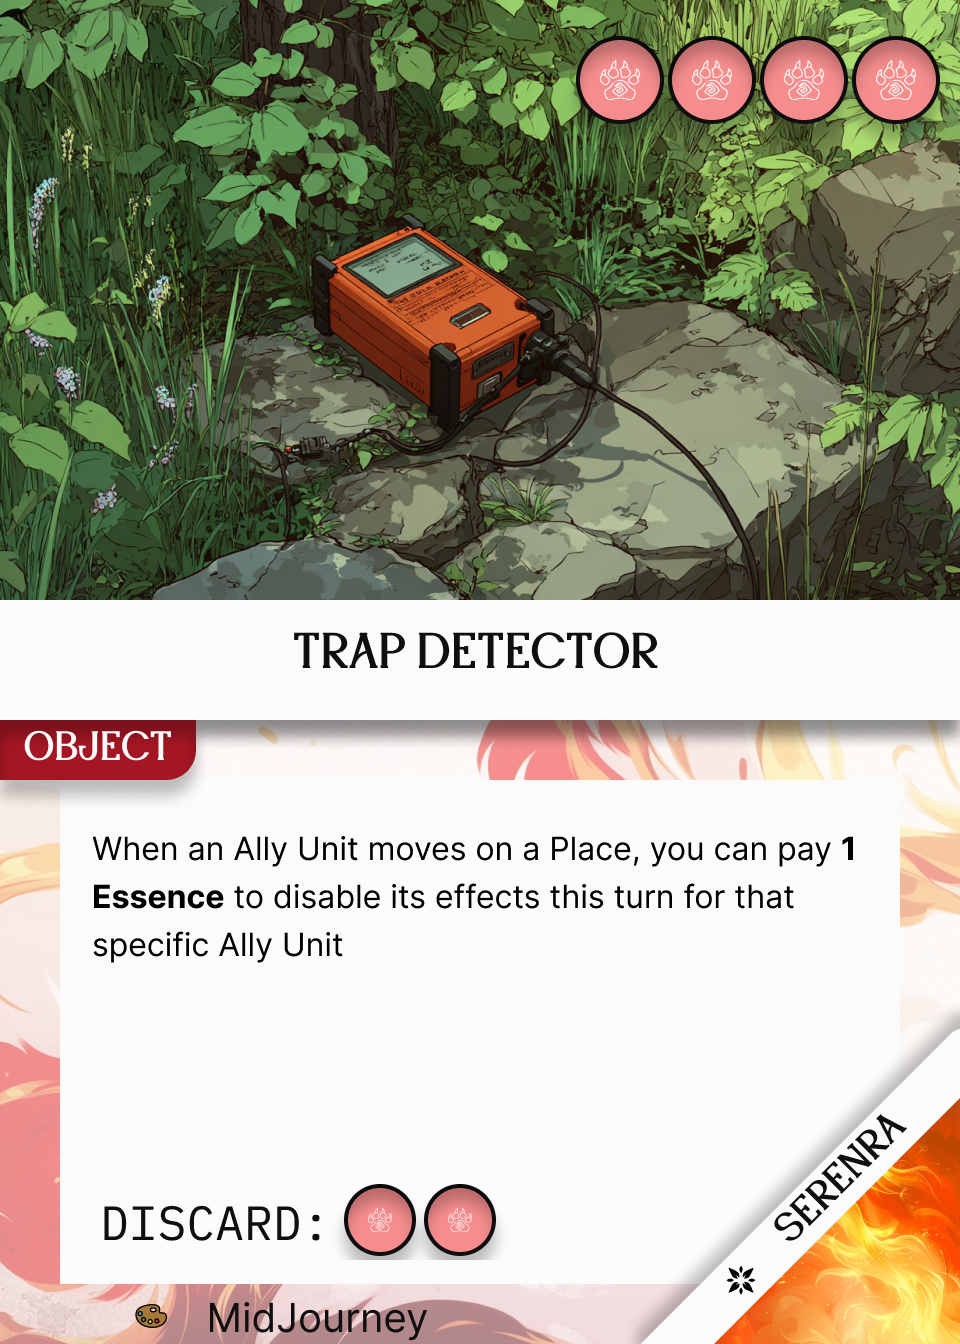 TRAP DETECTOR
OBJECT
When an Ally Unit moves on a Place, you can pay 1
Essence to disable its effects this turn for that
specific Ally Unit
DISCARD:
SERENRA
MidJourney